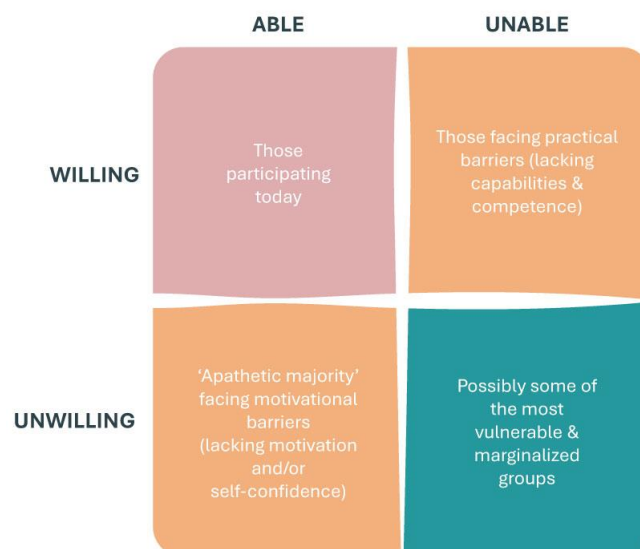 ABLE
UNABLE
WILLING
Those
participating
today
Those facing practical
barriers (lacking
capabilities &
competence)
UNWILLING
‘Apathetic majority’
facing motivational
barriers
(lacking motivation
and/or
self-confidence)
Possibly some of
the most
vulnerable &
marginalized
groups